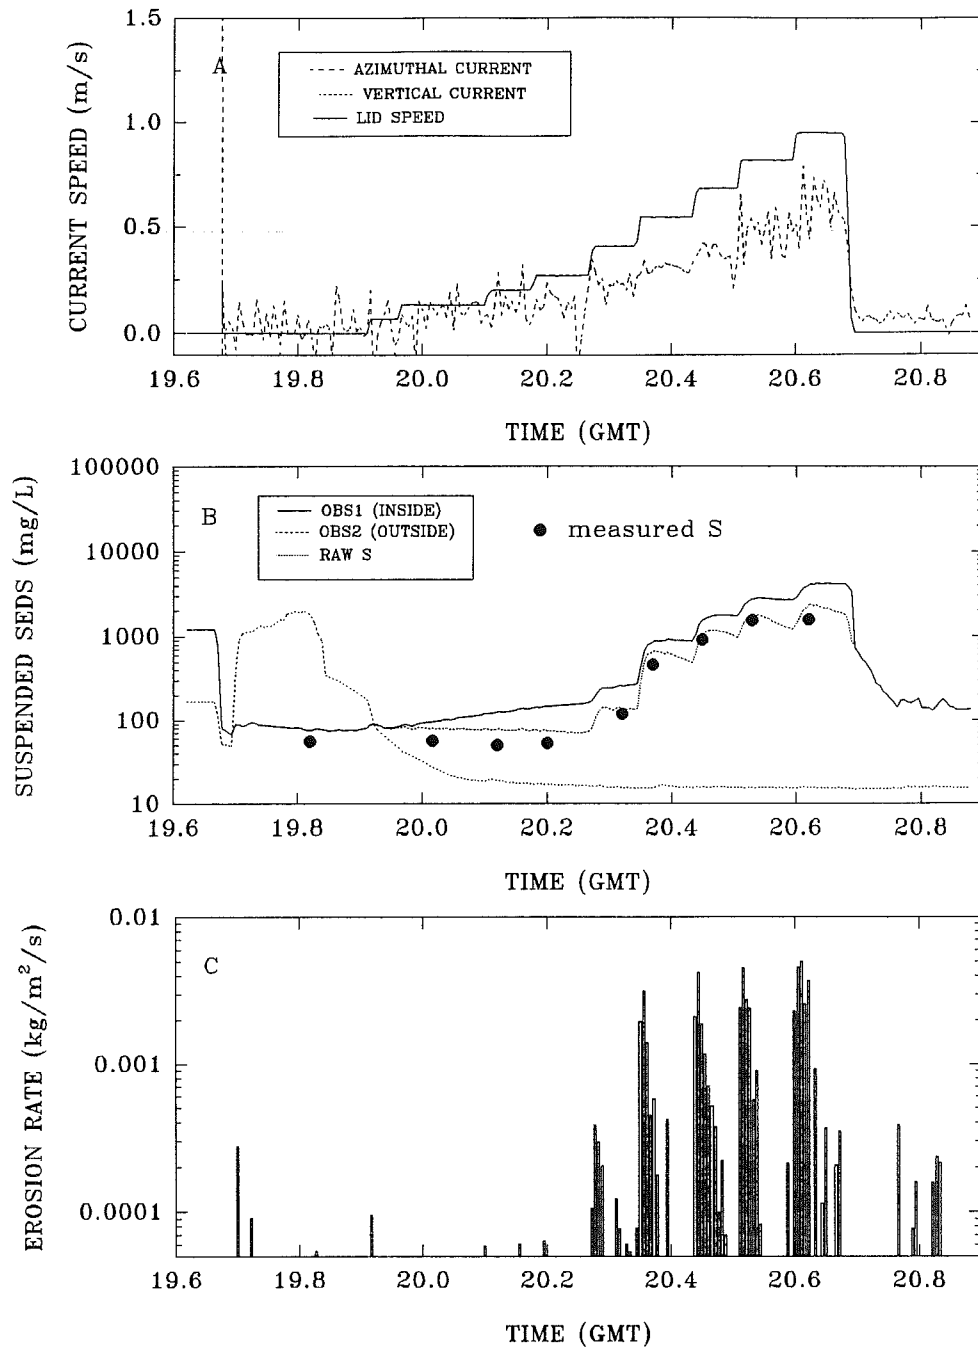 1.5
A
AZIMUTHAL CURRENT
VERTICAL CURRENT
LID SPEED
1.0
0.5
0.0
CURRENT SPEED (m/s)
19.6 19.8 20.0 20.2 20.4 20.6 20.8
TIME (GMT)
100000
B
OBS1 (INSIDE)
OBS2 (OUTSIDE)
RAW S
measured S
10000
1000
100
10
SUSPENDED SEDS (mg/L)
19.6 19.8 20.0 20.2 20.4 20.6 20.8
TIME (GMT)
0.01
C
0.001
0.0001
EROSION RATE (kg/m²/s)
19.6 19.8 20.0 20.2 20.4 20.6 20.8
TIME (GMT)